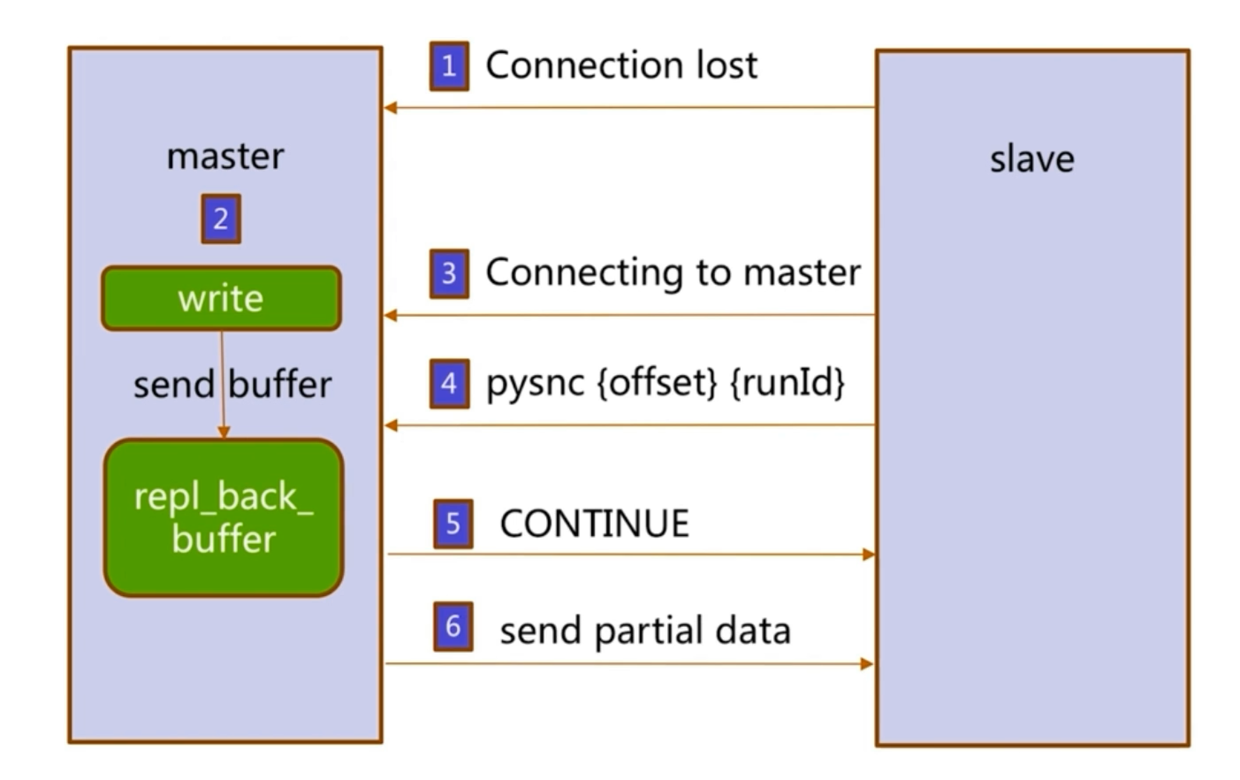 1 Connection lost
master
slave
2
3 Connecting to master
write
send buffer
4 pysnc {offset} {runId}
repl_back_
buffer
5 CONTINUE
6 send partial data